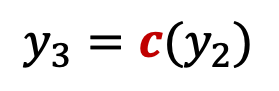 y₃ = c(y₂)